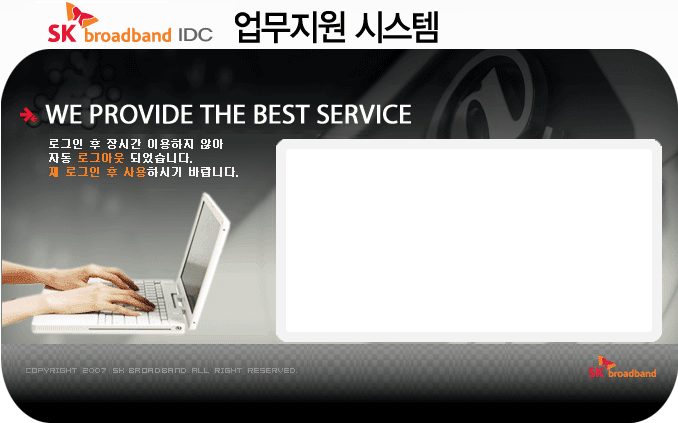 SK broadband IDC 업무지원 시스템
WE PROVIDE THE BEST SERVICE
로그인 후 장시간 이용하지 않아
자동 로그아웃 되었습니다.
재 로그인 후 사용하시기 바랍니다.
COPYRIGHT 2007 SK BROADBAND ALL RIGHT RESERVED.
SK broadband